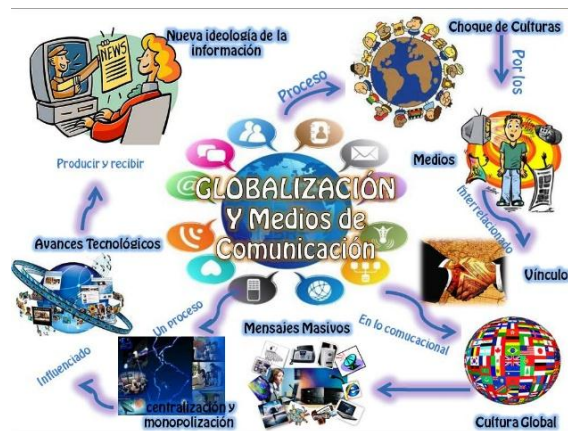 Nueva ideología de la
información
NEWS
Proceso
Choque de Culturas
Por los
Medios
Producir y recibir
GLOBALIZACIÓN
Y Medios de
Comunicación
Interrelacionado
Avances Tecnológicos
Vínculo
Un proceso
Mensajes Masivos
En lo comucacional
Influenciado
centralización y
monopolización
Cultura Global